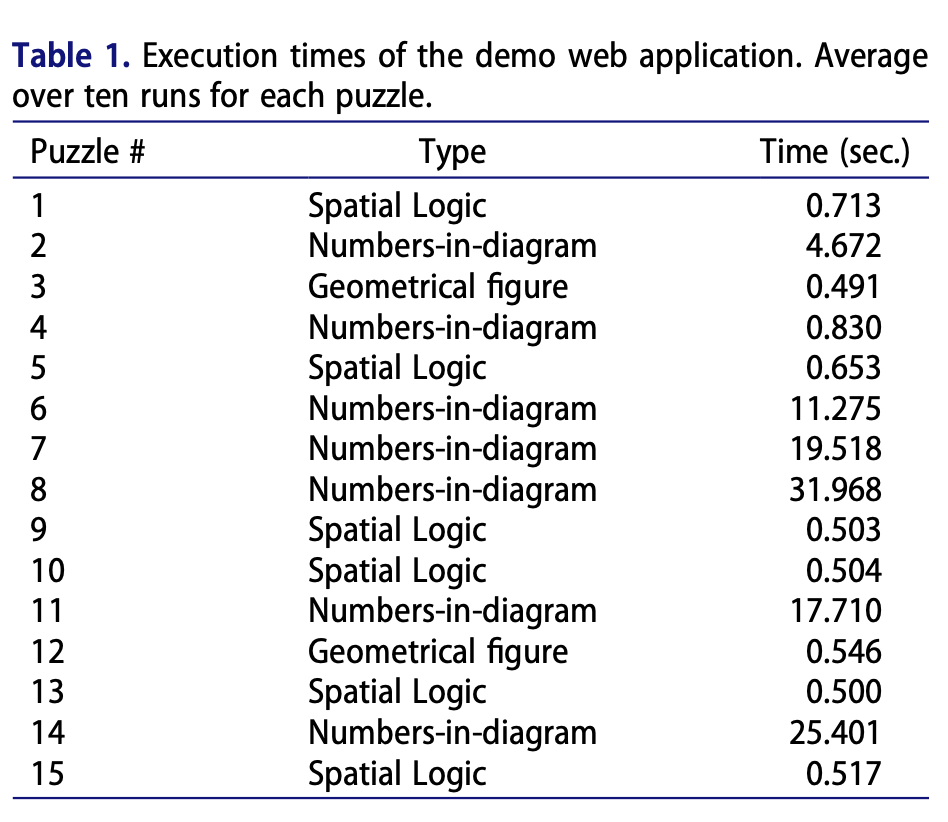 Table 1. Execution times of the demo web application. Average
over ten runs for each puzzle.
Puzzle # Type Time (sec.)
1 Spatial Logic 0.713
2 Numbers-in-diagram 4.672
3 Geometrical figure 0.491
4 Numbers-in-diagram 0.830
5 Spatial Logic 0.653
6 Numbers-in-diagram 11.275
7 Numbers-in-diagram 19.518
8 Numbers-in-diagram 31.968
9 Spatial Logic 0.503
10 Spatial Logic 0.504
11 Numbers-in-diagram 17.710
12 Geometrical figure 0.546
13 Spatial Logic 0.500
14 Numbers-in-diagram 25.401
15 Spatial Logic 0.517